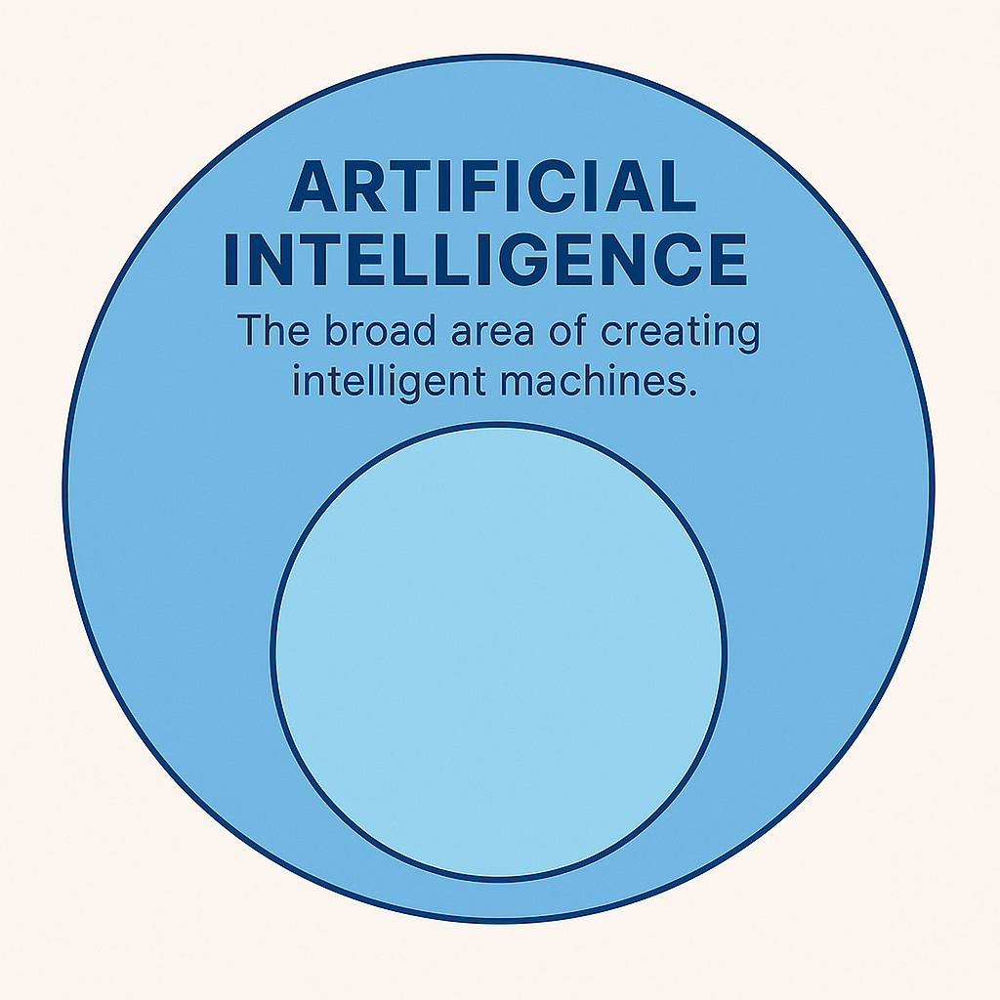 ARTIFICIAL
INTELLIGENCE
The broad area of creating
intelligent machines.